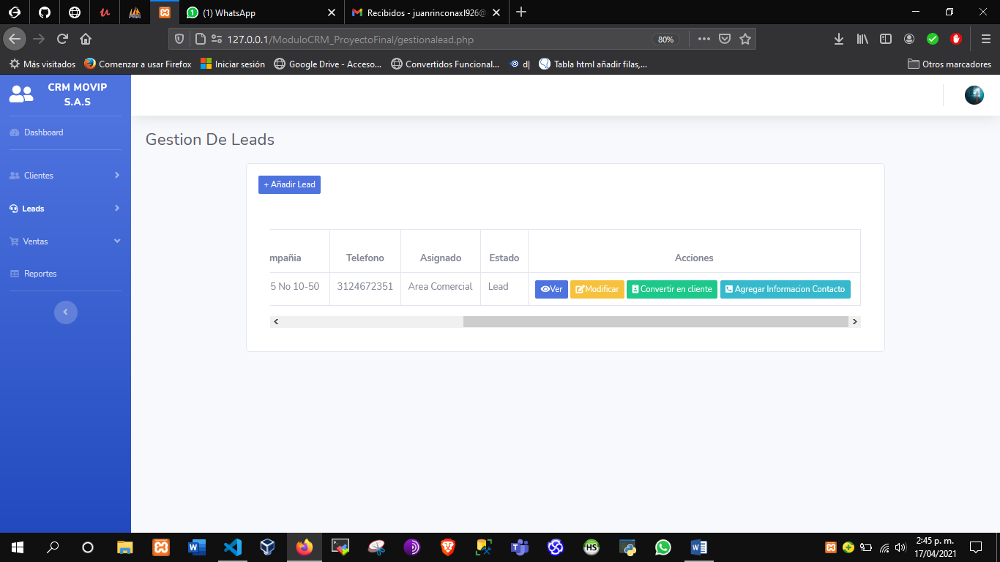 (1) WhatsApp
Recibidos - juanrinconaxl926@
127.0.0.1/ModuloCRM_ProyectoFinal/gestionalead.php
80%
Más visitados
Comenzar a usar Firefox
Iniciar sesión
Google Drive - Acceso...
Convertidos Funcional...
d|
Tabla html añadir filas,...
Otros marcadores
CRM MOVIP
S.A.S
Dashboard
Clientes
Leads
Ventas
Reportes
Gestion De Leads
+ Añadir Lead
mpañia Telefono Asignado Estado Acciones
5 No 10-50 3124672351 Area Comercial Lead Ver Modificar Convertir en cliente Agregar Informacion Contacto
2:45 p. m.
17/04/2021